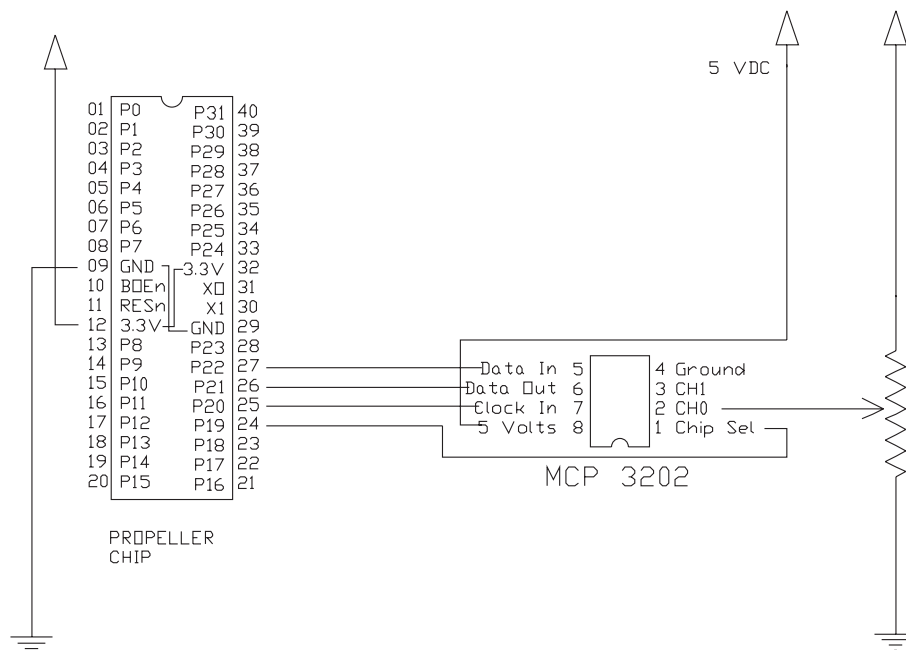 5 VDC
01 P0 P31 40
02 P1 P30 39
03 P2 P29 38
04 P3 P28 37
05 P4 P27 36
06 P5 P26 35
07 P6 P25 34
08 P7 P24 33
09 GND 3.3V 32
10 BOEn XO 31
11 RESn X1 30
12 3.3V GND 29
13 P8 P23 28
14 P9 P22 27
15 P10 P21 26
16 P11 P20 25
17 P12 P19 24
18 P13 P18 23
19 P14 P17 22
20 P15 P16 21
Data In 5 4 Ground
Data Out 6 3 CH1
Clock In 7 2 CH0
5 Volts 8 1 Chip Sel
MCP 3202
PROPELLER
CHIP